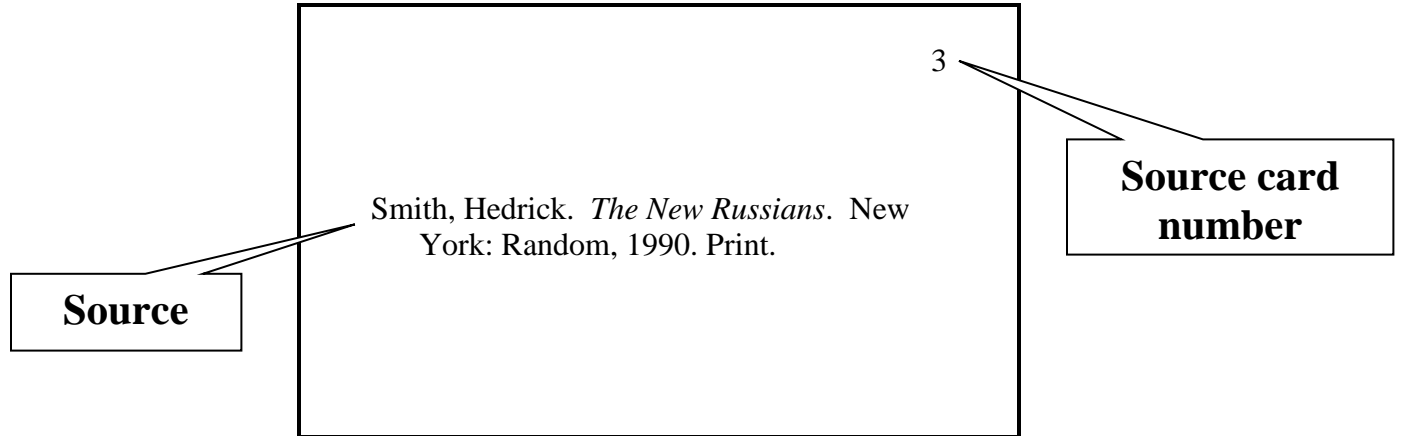 3
Source card
number
Smith, Hedrick.  The New Russians.  New
York: Random, 1990. Print.
Source